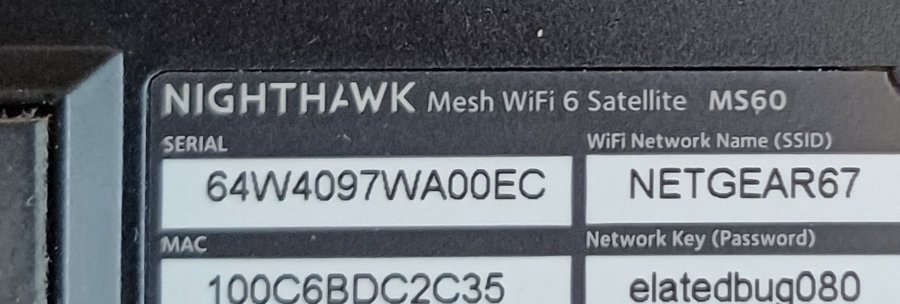 NIGHTHAWK Mesh WiFi 6 Satellite MS60
SERIAL
64W4097WA00EC
WiFi Network Name (SSID)
NETGEAR67
MAC
100C6BDC2C35
Network Key (Password)
elatedbug080